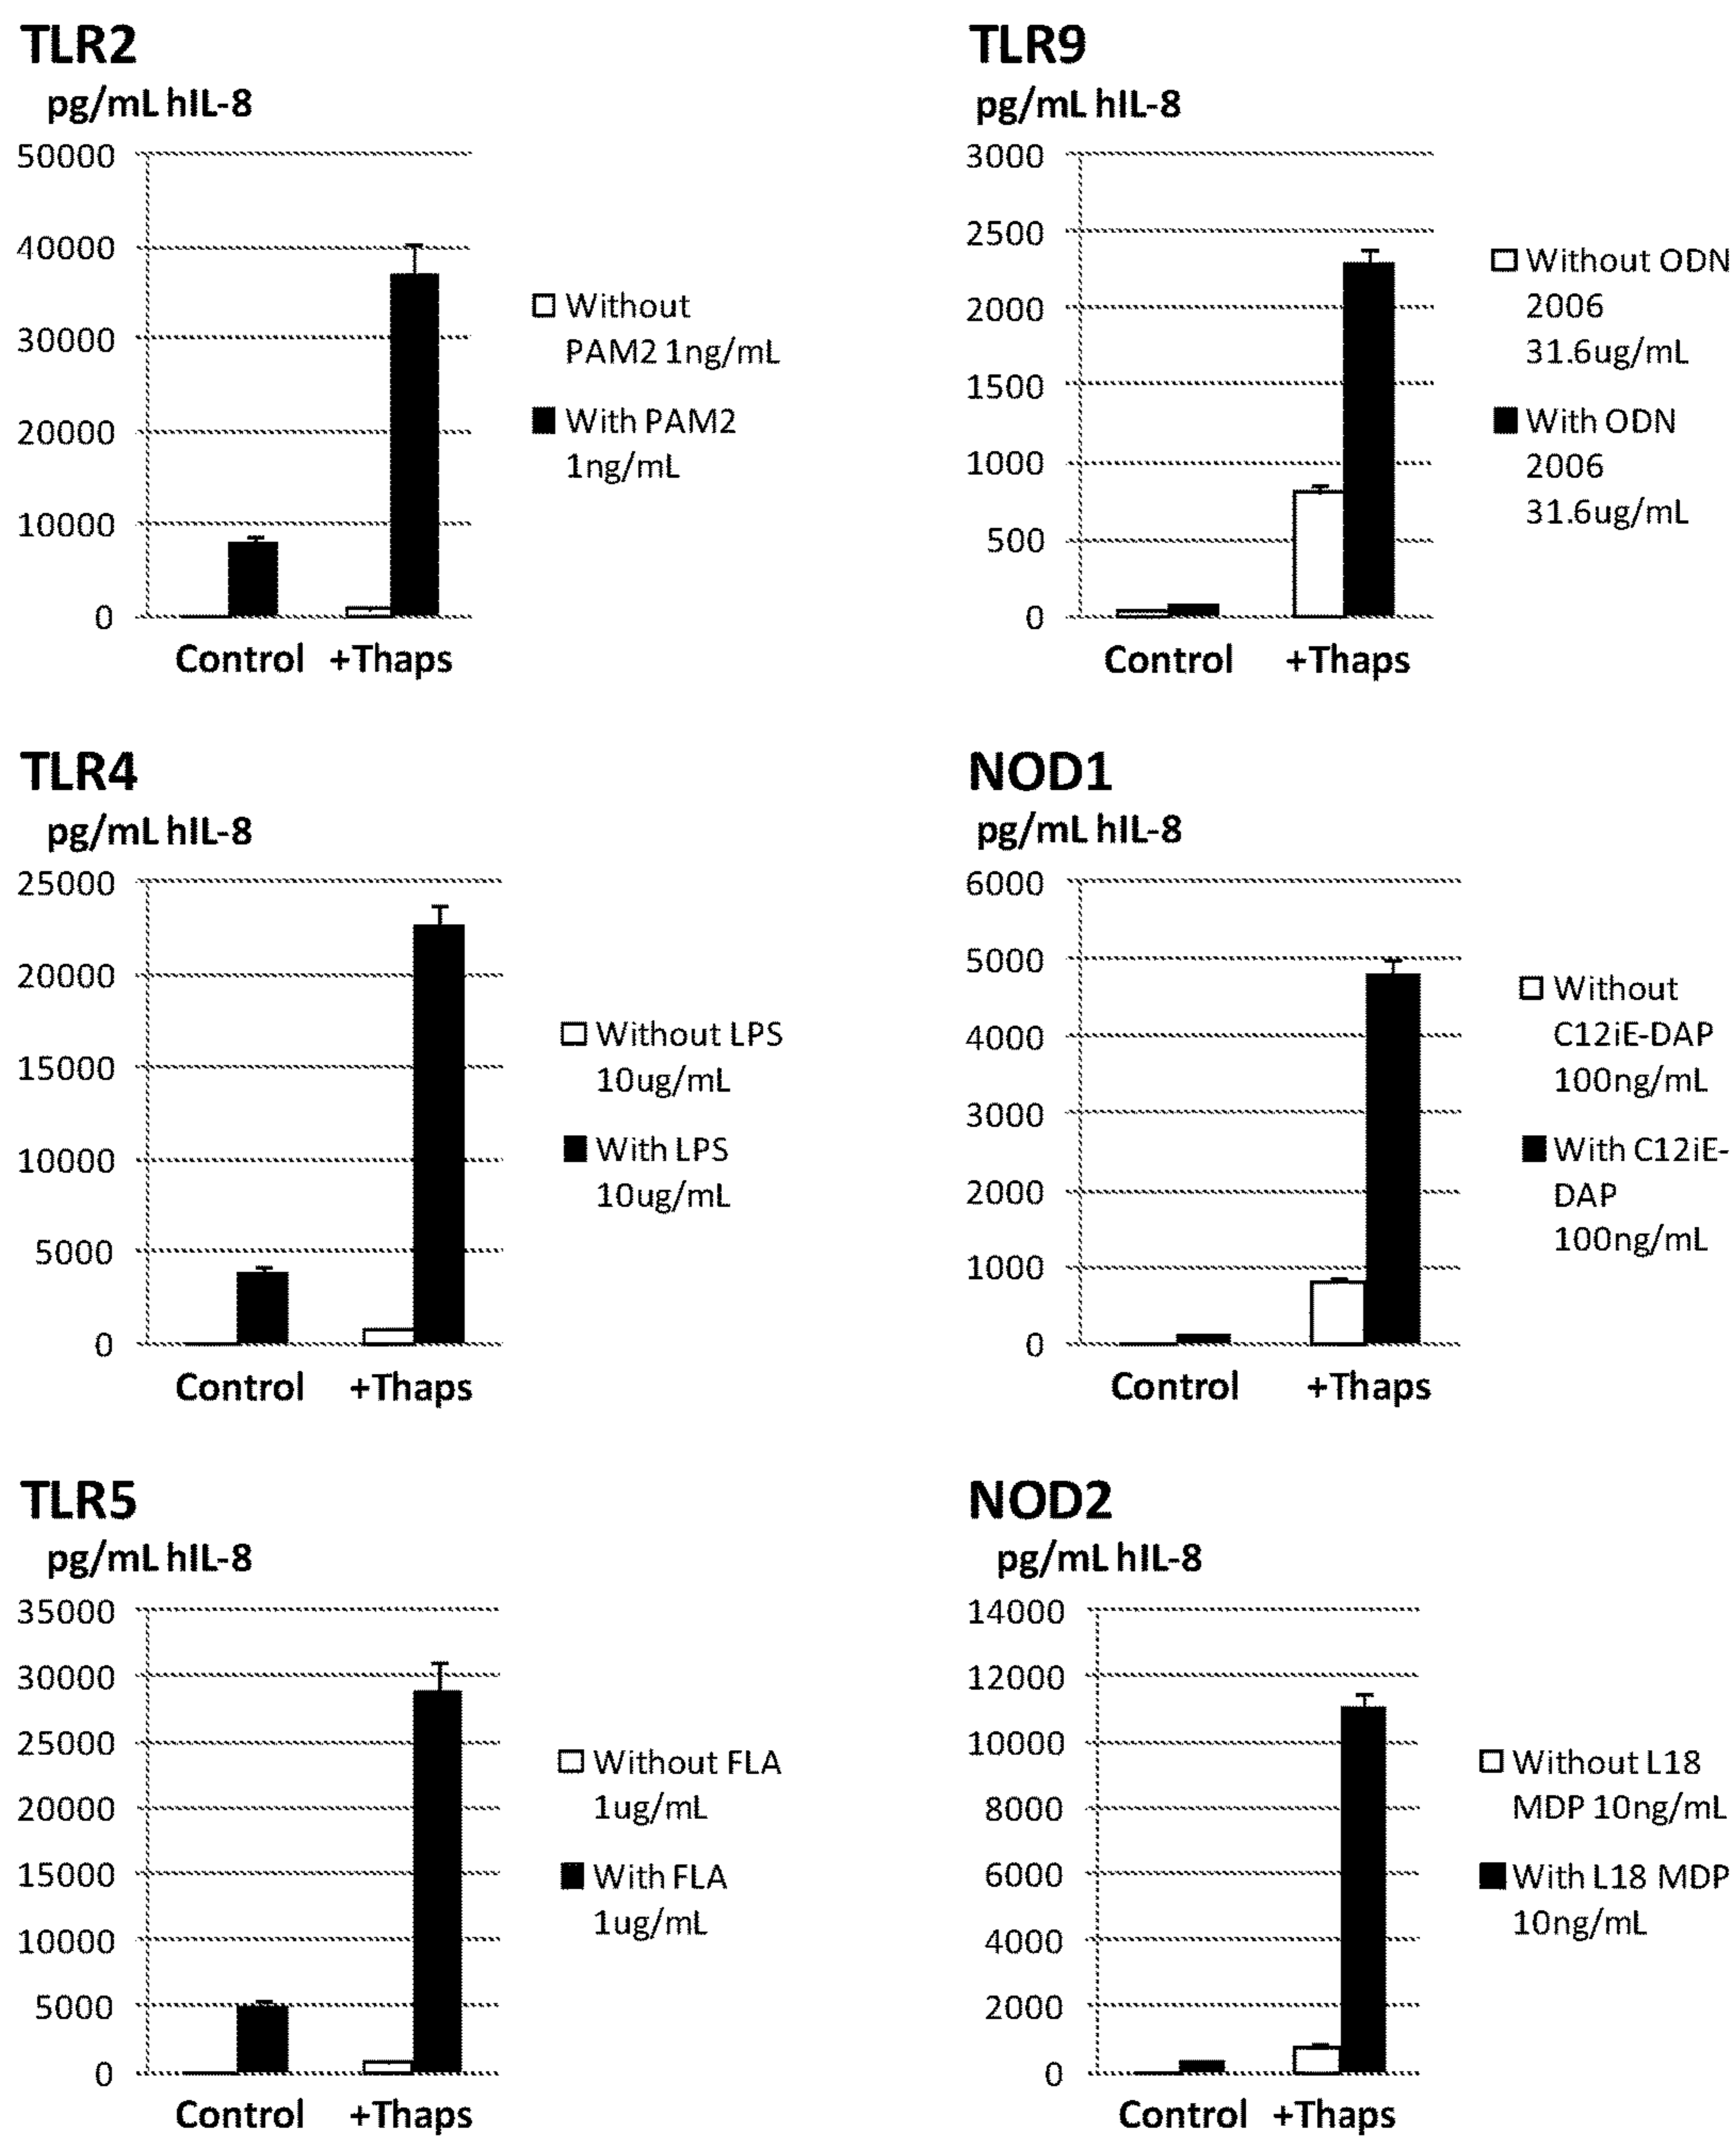 TLR2
pg/mL hIL-8
50000
40000
30000
20000
10000
0
Control +Thaps
Without
PAM2 1ng/mL
With PAM2
1ng/mL
TLR9
pg/mL hIL-8
3000
2500
2000
1500
1000
500
0
Control +Thaps
Without ODN
2006
31.6ug/mL
With ODN
2006
31.6ug/mL
TLR4
pg/mL hIL-8
25000
20000
15000
10000
5000
0
Control +Thaps
Without LPS
10ug/mL
With LPS
10ug/mL
NOD1
pg/mL hIL-8
6000
5000
4000
3000
2000
1000
0
Control +Thaps
Without
C12iE-DAP
100ng/mL
With C12iE-
DAP
100ng/mL
TLR5
pg/mL hIL-8
35000
30000
25000
20000
15000
10000
5000
0
Control +Thaps
Without FLA
1ug/mL
With FLA
1ug/mL
NOD2
pg/mL hIL-8
14000
12000
10000
8000
6000
4000
2000
0
Control +Thaps
Without L18
MDP 10ng/mL
With L18 MDP
10ng/mL